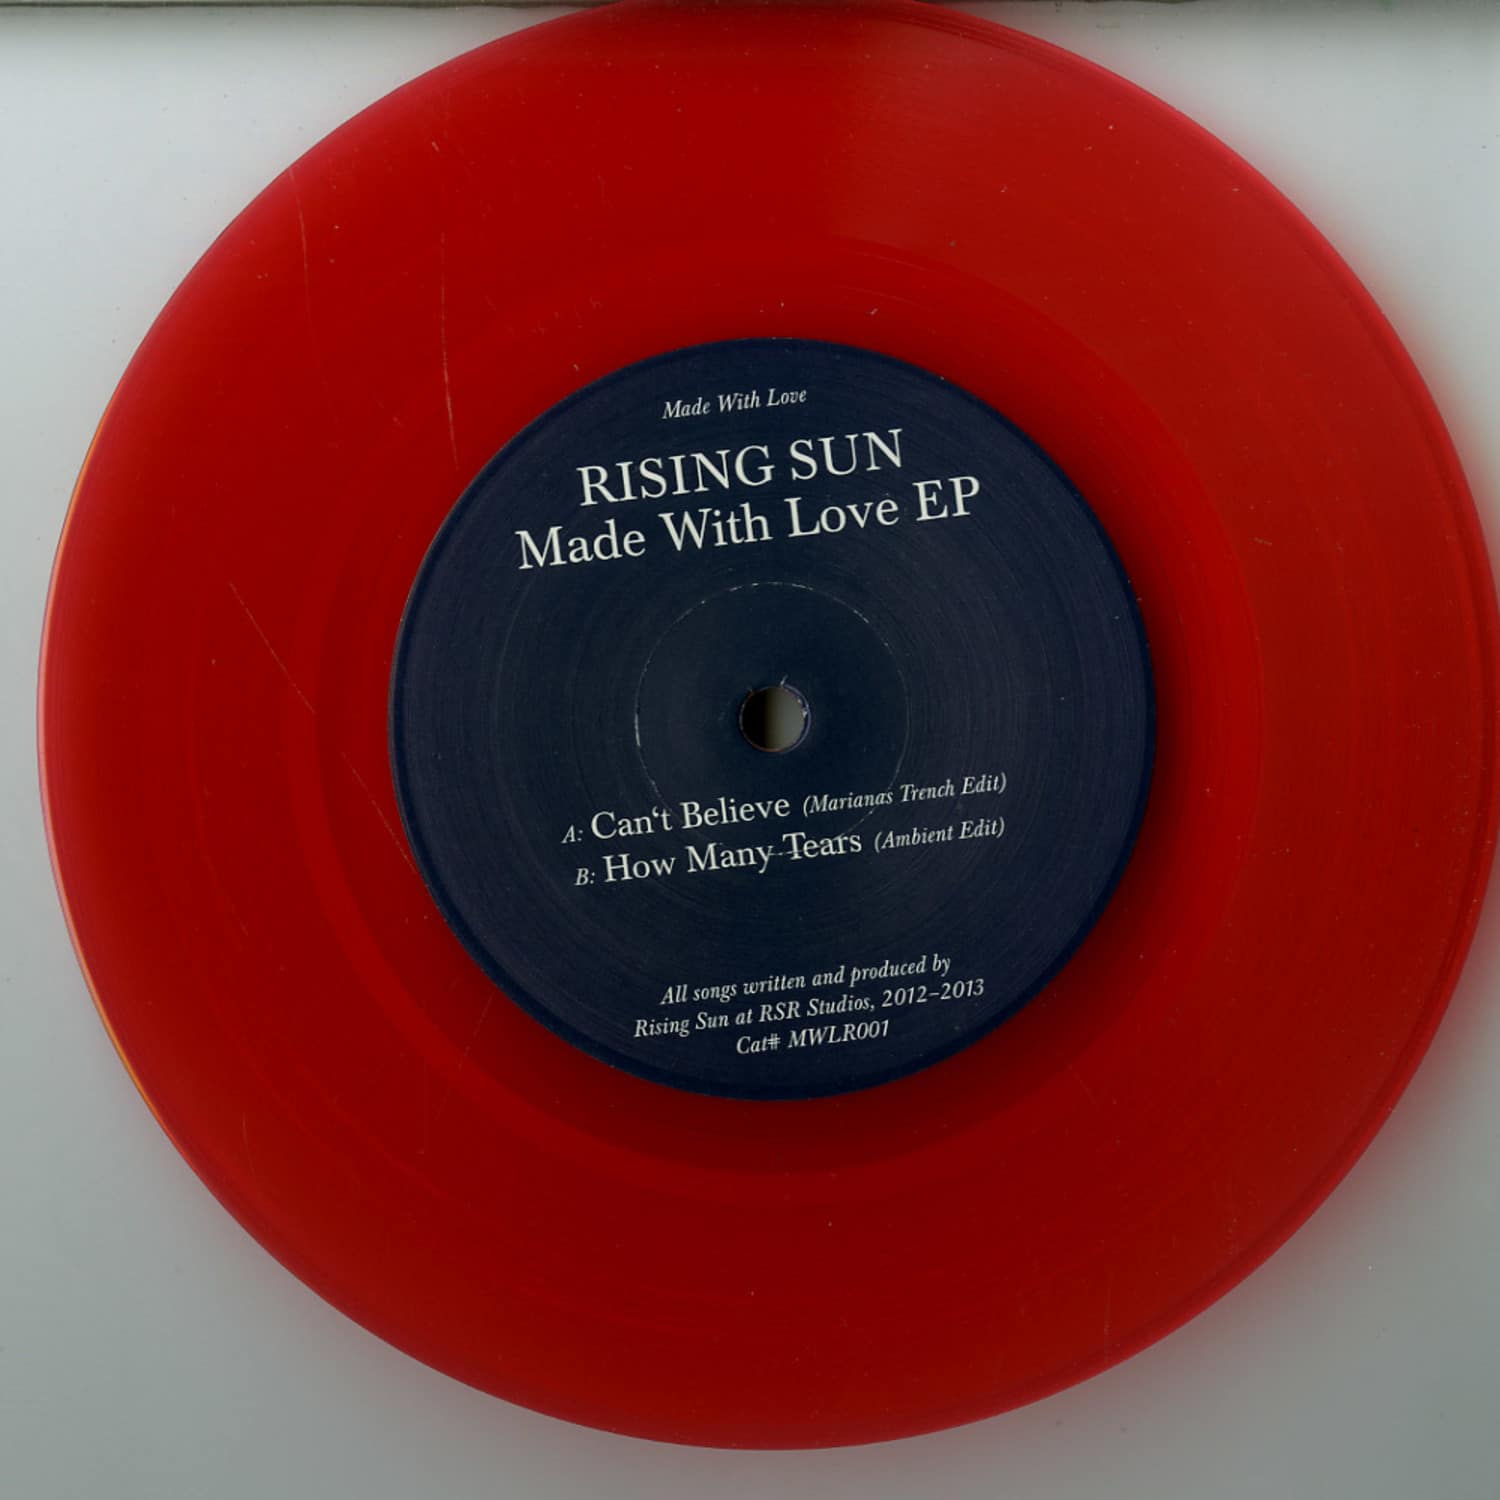 Made With Love
RISING SUN
Made With Love EP
A: Can‘t Believe (Marianas Trench Edit)
B: How Many Tears (Ambient Edit)
All songs written and produced by
Rising Sun at RSR Studios, 2012–2013
Cat# MWLR001